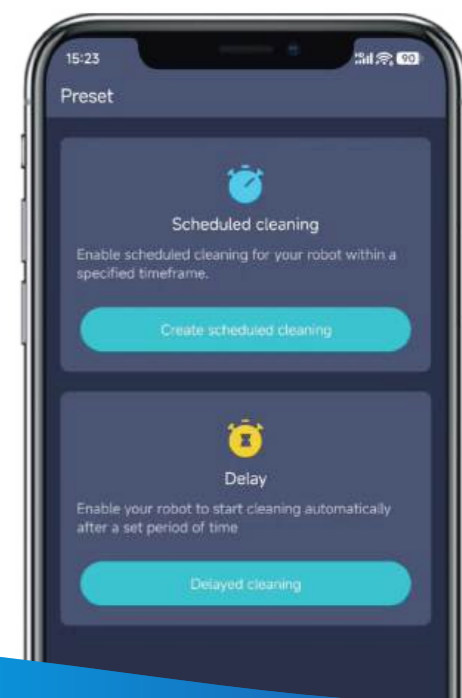 15:23
90
Preset
Scheduled cleaning
Enable scheduled cleaning for your robot within a
specified timeframe.
Create scheduled cleaning
Delay
Enable your robot to start cleaning automatically
after a set period of time
Delayed cleaning